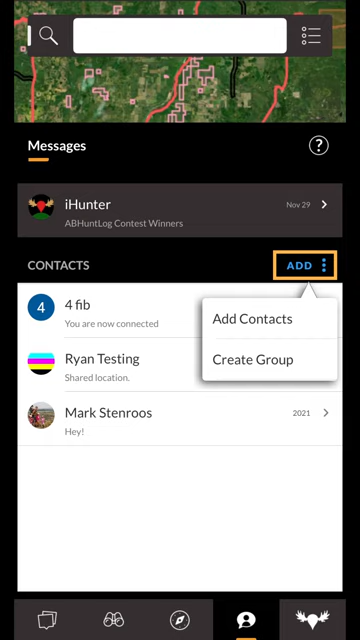 Messages
?
iHunter
Nov 29
ABHuntLog Contest Winners
CONTACTS
ADD
4
4 fib
You are now connected
Add Contacts
Create Group
Ryan Testing
Shared location.
Mark Stenroos
2021
Hey!